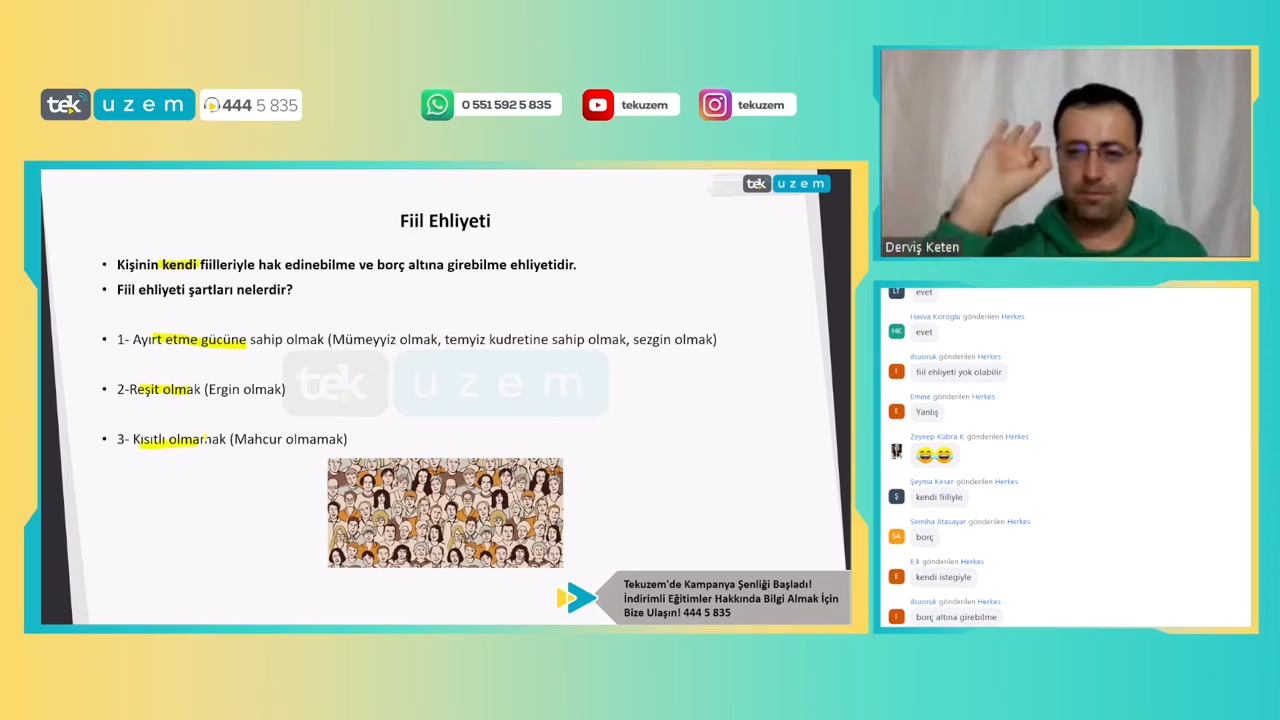 tek uzem 444 5 835
0 551 592 5 835
tekuzem
tekuzem
tek uzem
Fiil Ehliyeti
• Kişinin kendi fiilleriyle hak edinebilme ve borç altına girebilme ehliyetidir.
• Fiil ehliyeti şartları nelerdir?
• 1- Ayırt etme gücüne sahip olmak (Mümeyyiz olmak, temyiz kudretine sahip olmak, sezgin olmak)
• 2-Reşit olmak (Ergin olmak)
• 3- Kısıtlı olmamak (Mahcur olmamak)
tek uzem
Tekuzem'de Kampanya Şenliği Başladı!
İndirimli Eğitimler Hakkında Bilgi Almak İçin
Bize Ulaşın! 444 5 835
Derviş Keten
LT evet
Havva Koroglu gönderilen Herkes
HK evet
ilsuoruk gönderilen Herkes
I fiil ehliyeti yok olabilir
Emine gönderilen Herkes
E Yanlış
Zeynep Kübra K gönderilen Herkes
😂😂
Şeyma Keser gönderilen Herkes
Ş kendi fiiliyle
Semiha Atasayar gönderilen Herkes
SA borç
E.k gönderilen Herkes
E kendi istegiyle
ilsuoruk gönderilen Herkes
I borç altına girebilme